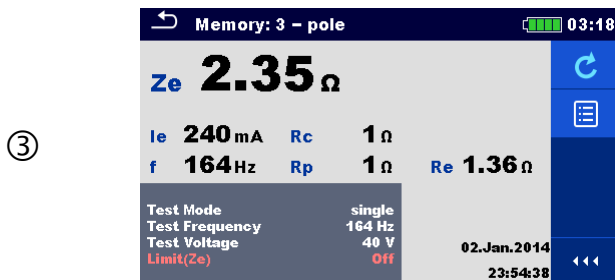 Memory: 3 – pole 03:18
Ze 2.35 Ω
③
Ie 240 mA Rc 1 Ω
f 164 Hz Rp 1 Ω Re 1.36 Ω
Test Mode single
Test Frequency 164 Hz
Test Voltage 40 V
Limit(Ze) Off
02.Jan.2014
23:54:38